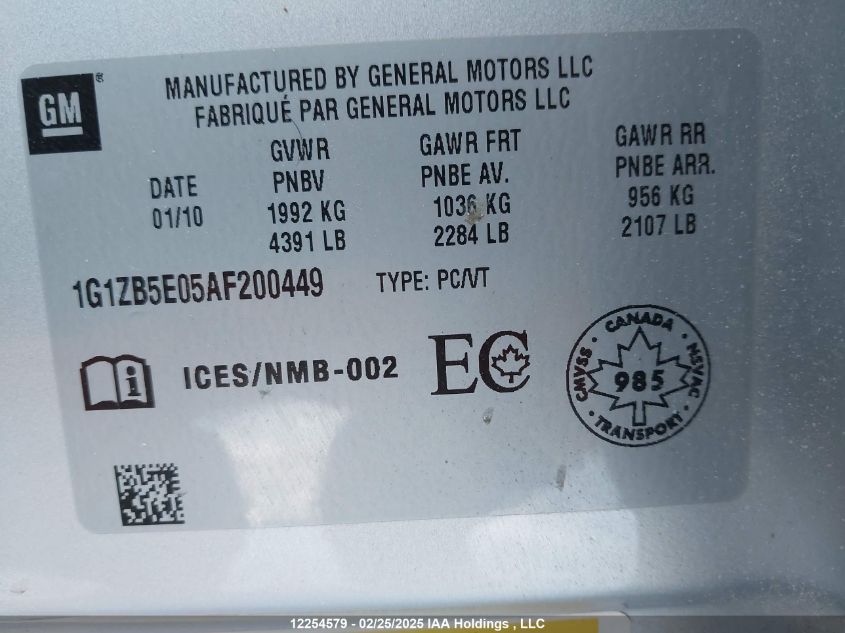 GM®
MANUFACTURED BY GENERAL MOTORS LLC
FABRIQUÉ PAR GENERAL MOTORS LLC
DATE
01/10
GVWR
PNBV
1992 KG
4391 LB
GAWR FRT
PNBE AV.
1036 KG
2284 LB
GAWR RR
PNBE ARR.
956 KG
2107 LB
1G1ZB5E05AF200449 TYPE: PC/VT
i ICES/NMB-002 EC
• CANADA •
CMVSS 985 NSVAC
• TRANSPORT •
12254579 - 02/25/2025 IAA Holdings , LLC